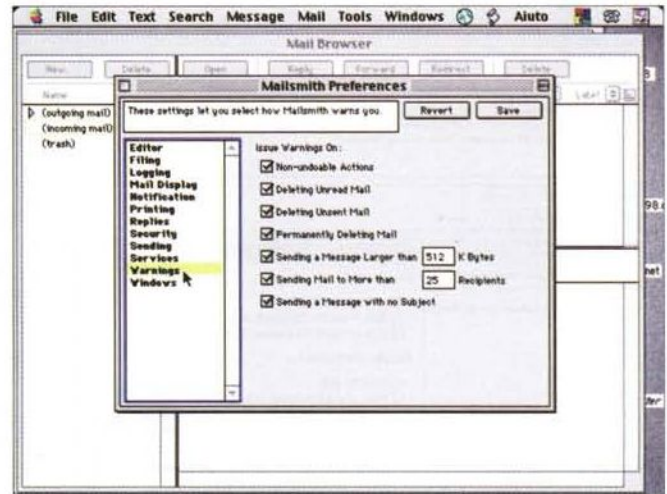 File Edit Text Search Message Mail Tools Windows Aiuto
Mail Browser
New... Delete Open Reply Forward Redirect Delete
Name Label
(outgoing mail)
(incoming mail)
(trash)
Mailsmith Preferences
These settings let you select how Mailsmith warns you. Revert Save
Editor
Filing
Logging
Mail Display
Notification
Printing
Replies
Security
Sending
Services
Warnings
Windows
Issue Warnings On:
Non-undoable Actions
Deleting Unread Mail
Deleting Unsent Mail
Permanently Deleting Mail
Sending a Message Larger than 512 K Bytes
Sending Mail to More than 25 Recipients
Sending a Message with no Subject